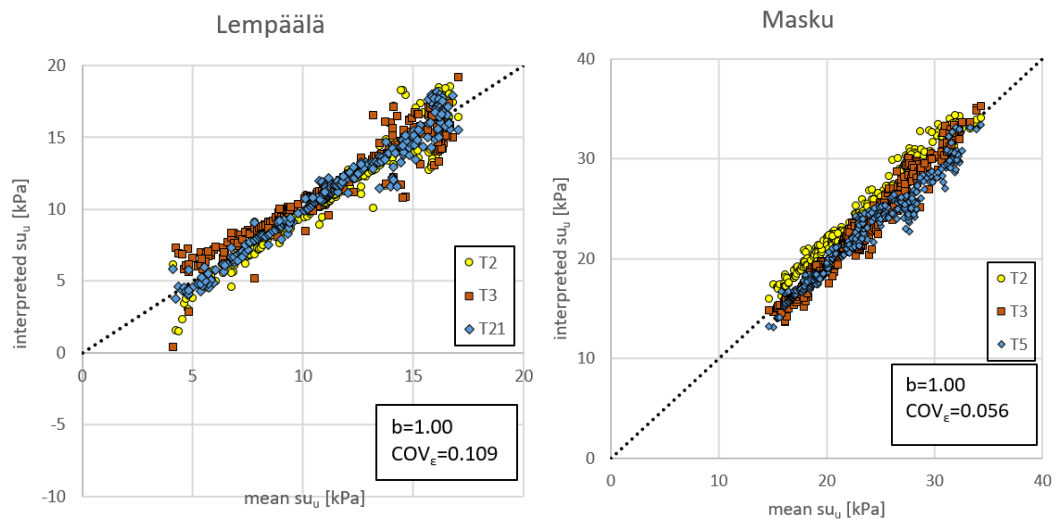 Lempäälä
interpreted su_u [kPa]
20
15
10
5
0
-5
-10
0
5
10
15
20
T2
T3
T21
b=1.00
COV_ε=0.109
mean su_u [kPa]
Masku
interpreted su_u [kPa]
40
30
20
10
0
0
10
20
30
40
T2
T3
T5
b=1.00
COV_ε=0.056
mean su_u [kPa]